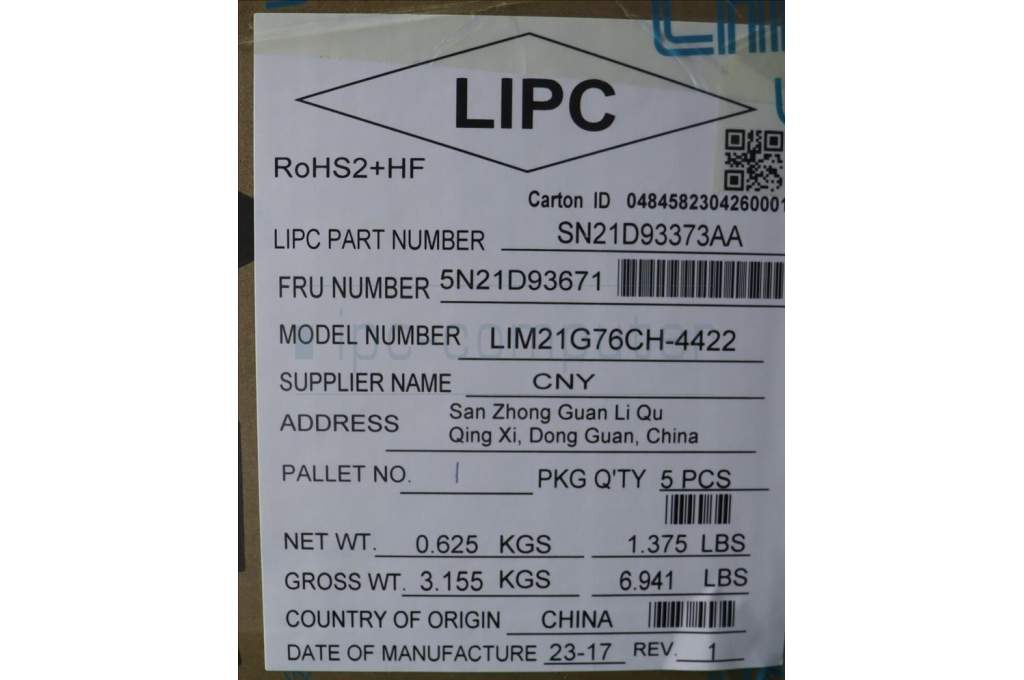 LIPC
RoHS2+HF
Carton ID 0484582304260001
LIPC PART NUMBER SN21D93373AA
FRU NUMBER 5N21D93671
MODEL NUMBER LIM21G76CH-4422
ipc computer
SUPPLIER NAME CNY
ADDRESS San Zhong Guan Li Qu
Qing Xi, Dong Guan, China
PALLET NO. 1 PKG Q'TY 5 PCS
NET WT. 0.625 KGS 1.375 LBS
GROSS WT. 3.155 KGS 6.941 LBS
COUNTRY OF ORIGIN CHINA
DATE OF MANUFACTURE 23-17 REV. 1